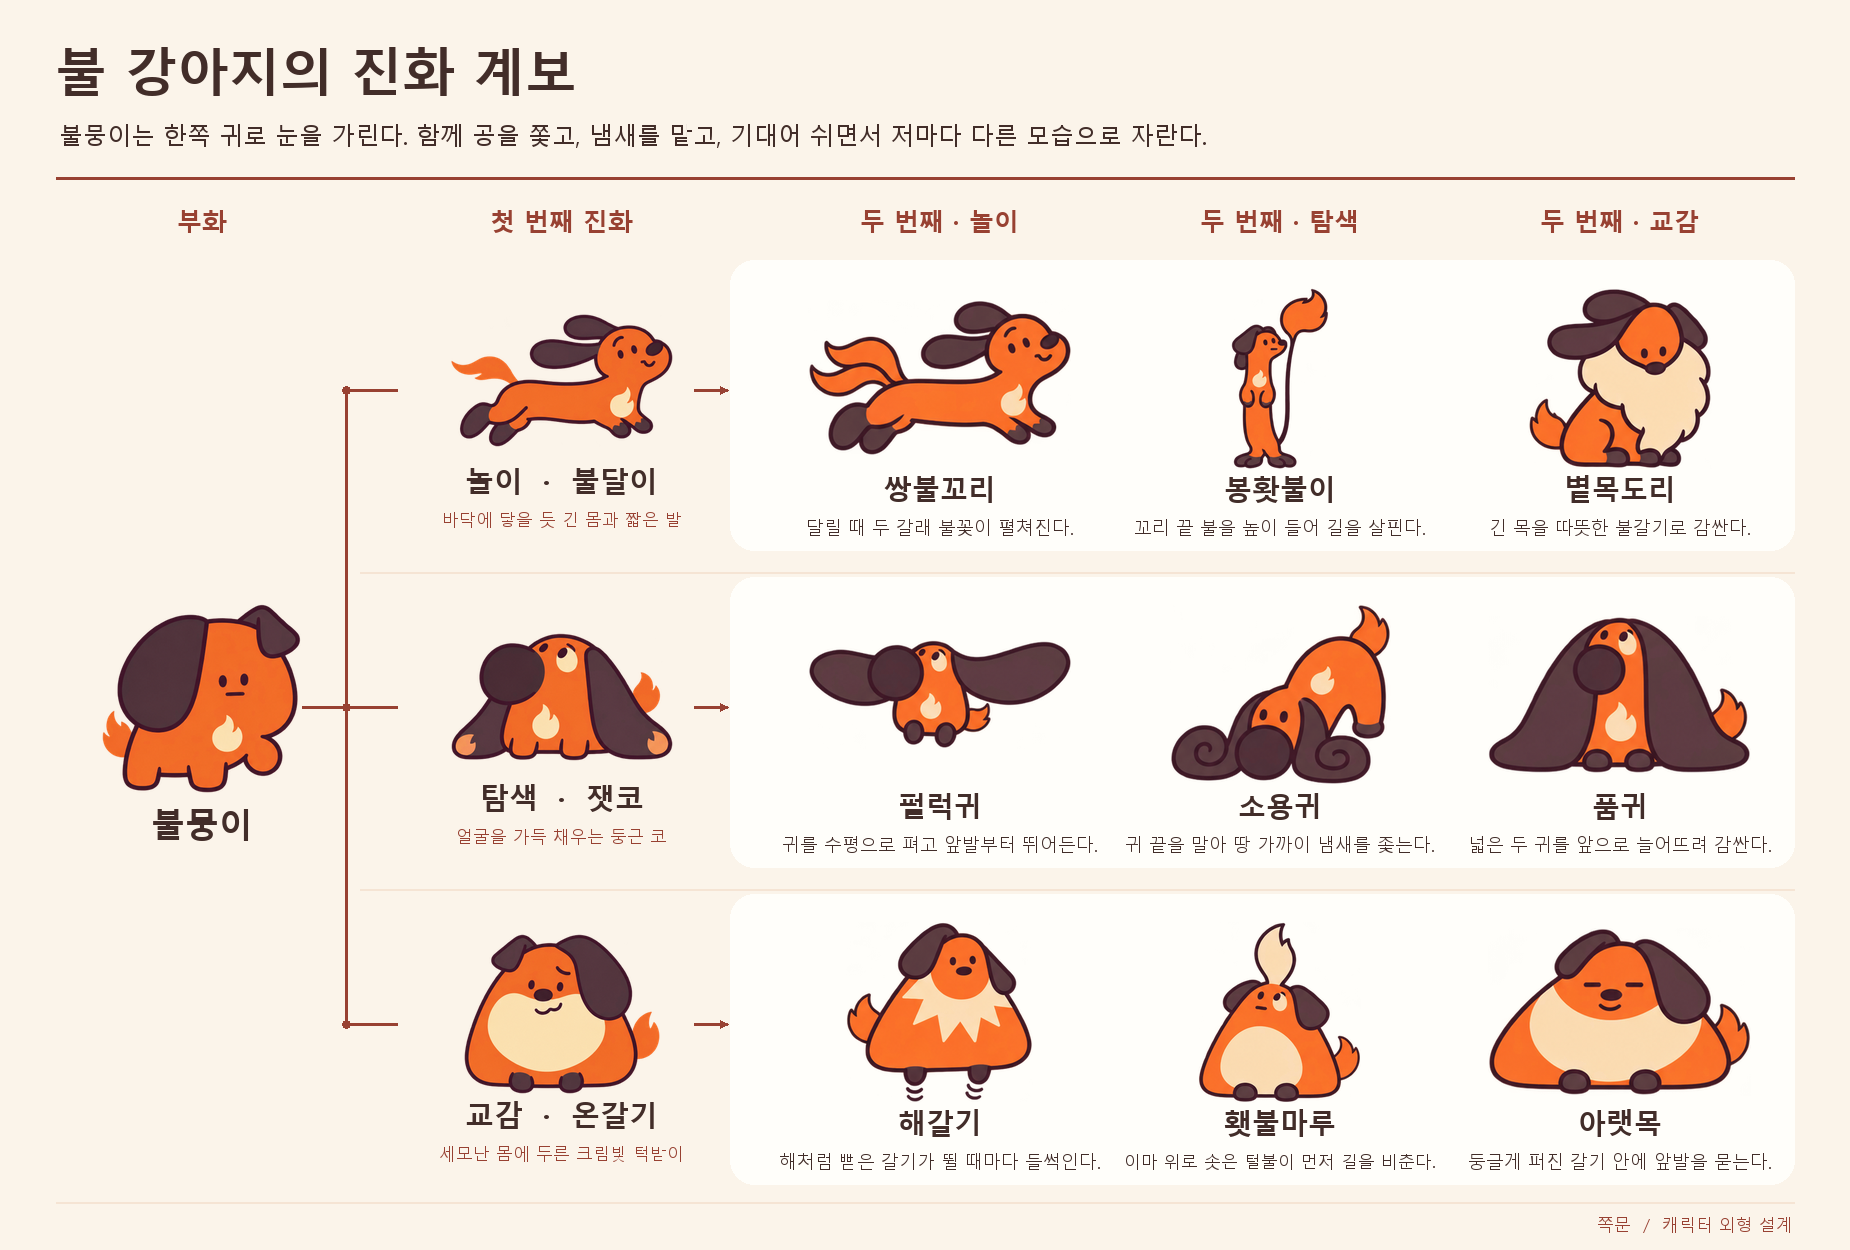 불 강아지의 진화 계보
불뭉이는 한쪽 귀로 눈을 가린다. 함께 공을 쫓고, 냄새를 맡고, 기대어 쉬면서 저마다 다른 모습으로 자란다.
부화
첫 번째 진화
두 번째 · 놀이
두 번째 · 탐색
두 번째 · 교감
놀이 · 불달이
바닥에 닿을 듯 긴 몸과 짧은 발
쌍불꼬리
달릴 때 두 갈래 불꽃이 펼쳐진다.
봉홧불이
꼬리 끝 불을 높이 들어 길을 살핀다.
볕목도리
긴 목을 따뜻한 불갈기로 감싼다.
불뭉이
탐색 · 잿코
얼굴을 가득 채우는 둥근 코
펄럭귀
귀를 수평으로 펴고 앞발부터 뛰어든다.
소용귀
귀 끝을 말아 땅 가까이 냄새를 좇는다.
품귀
넓은 두 귀를 앞으로 늘어뜨려 감싼다.
교감 · 온갈기
세모난 몸에 두른 크림빛 턱받이
해갈기
해처럼 뻗은 갈기가 뛸 때마다 들썩인다.
횃불마루
이마 위로 솟은 털불이 먼저 길을 비춘다.
아랫목
둥글게 퍼진 갈기 안에 앞발을 묻는다.
쪽문 / 캐릭터 외형 설계